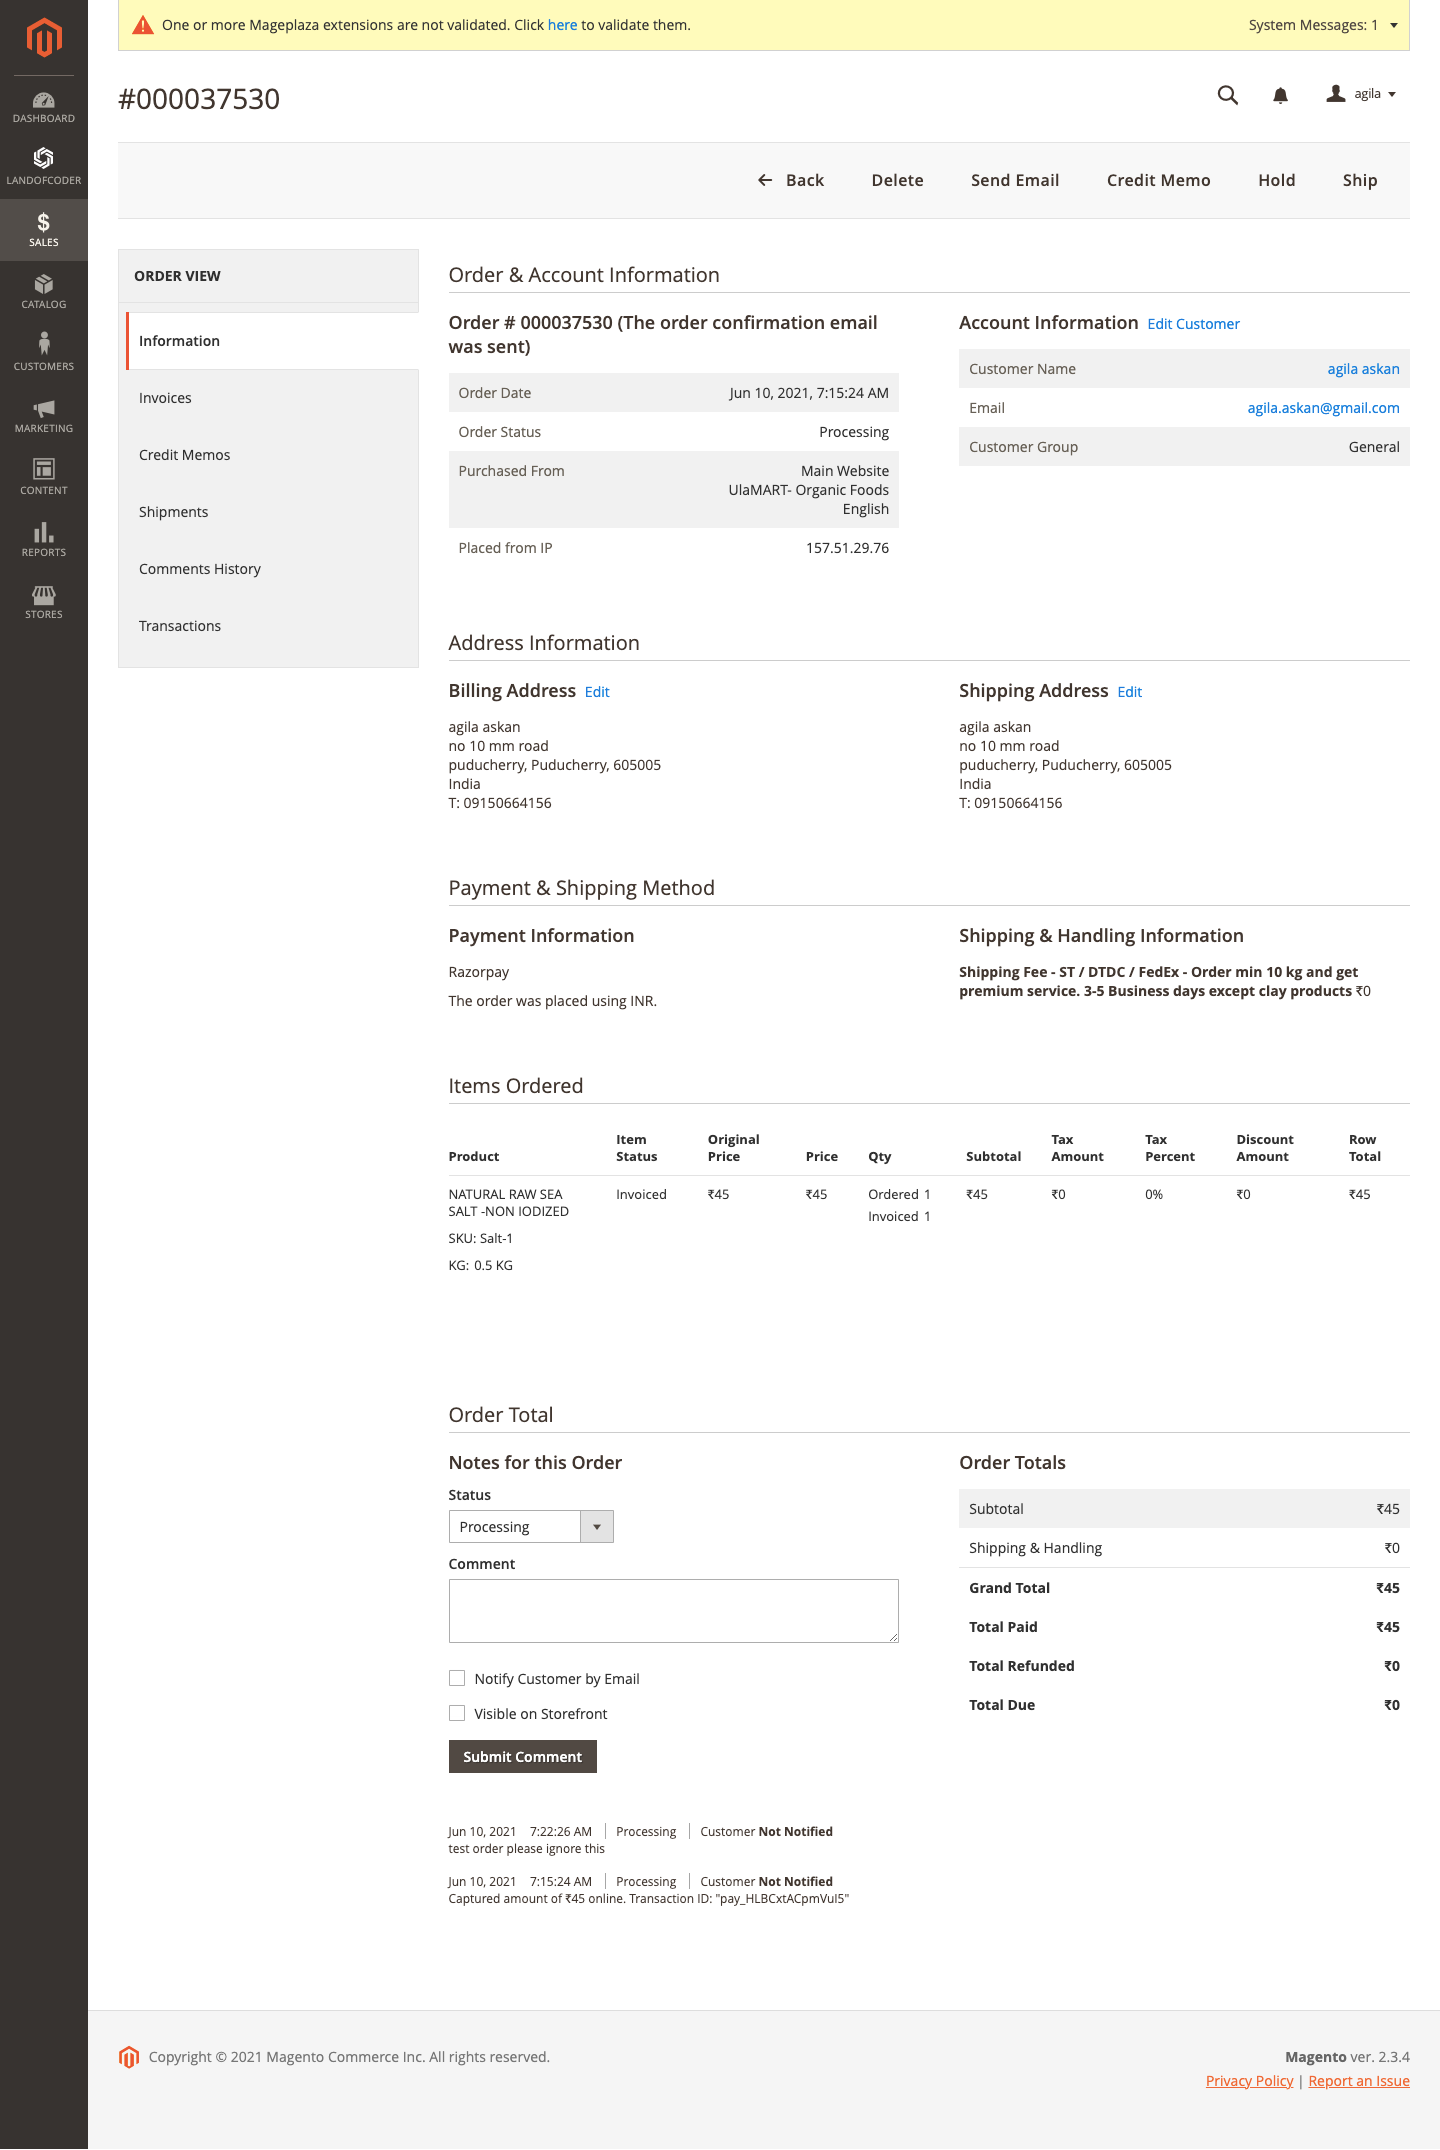 One or more Mageplaza extensions are not validated. Click here to validate them.
System Messages: 1
#000037530
agila
DASHBOARD
LANDOFCODER
SALES
CATALOG
CUSTOMERS
MARKETING
CONTENT
REPORTS
STORES
Back
Delete
Send Email
Credit Memo
Hold
Ship
ORDER VIEW
Information
Invoices
Credit Memos
Shipments
Comments History
Transactions
Order & Account Information
Order # 000037530 (The order confirmation email
was sent)
Order Date Jun 10, 2021, 7:15:24 AM
Order Status Processing
Purchased From Main Website
UlaMART- Organic Foods
English
Placed from IP 157.51.29.76
Account Information Edit Customer
Customer Name agila askan
Email agila.askan@gmail.com
Customer Group General
Address Information
Billing Address Edit
agila askan
no 10 mm road
puducherry, Puducherry, 605005
India
T: 09150664156
Shipping Address Edit
agila askan
no 10 mm road
puducherry, Puducherry, 605005
India
T: 09150664156
Payment & Shipping Method
Payment Information
Razorpay
The order was placed using INR.
Shipping & Handling Information
Shipping Fee - ST / DTDC / FedEx - Order min 10 kg and get
premium service. 3-5 Business days except clay products ₹0
Items Ordered
Product Item Status Original Price Price Qty Subtotal Tax Amount Tax Percent Discount Amount Row Total
NATURAL RAW SEA Invoiced ₹45 ₹45 Ordered 1 ₹45 ₹0 0% ₹0 ₹45
SALT -NON IODIZED Invoiced 1
SKU: Salt-1
KG: 0.5 KG
Order Total
Notes for this Order
Status
Processing
Comment
Notify Customer by Email
Visible on Storefront
Submit Comment
Order Totals
Subtotal ₹45
Shipping & Handling ₹0
Grand Total ₹45
Total Paid ₹45
Total Refunded ₹0
Total Due ₹0
Jun 10, 2021 7:22:26 AM Processing Customer Not Notified
test order please ignore this
Jun 10, 2021 7:15:24 AM Processing Customer Not Notified
Captured amount of ₹45 online. Transaction ID: "pay_HLBCxtACpmVul5"
Copyright © 2021 Magento Commerce Inc. All rights reserved.
Magento ver. 2.3.4
Privacy Policy | Report an Issue